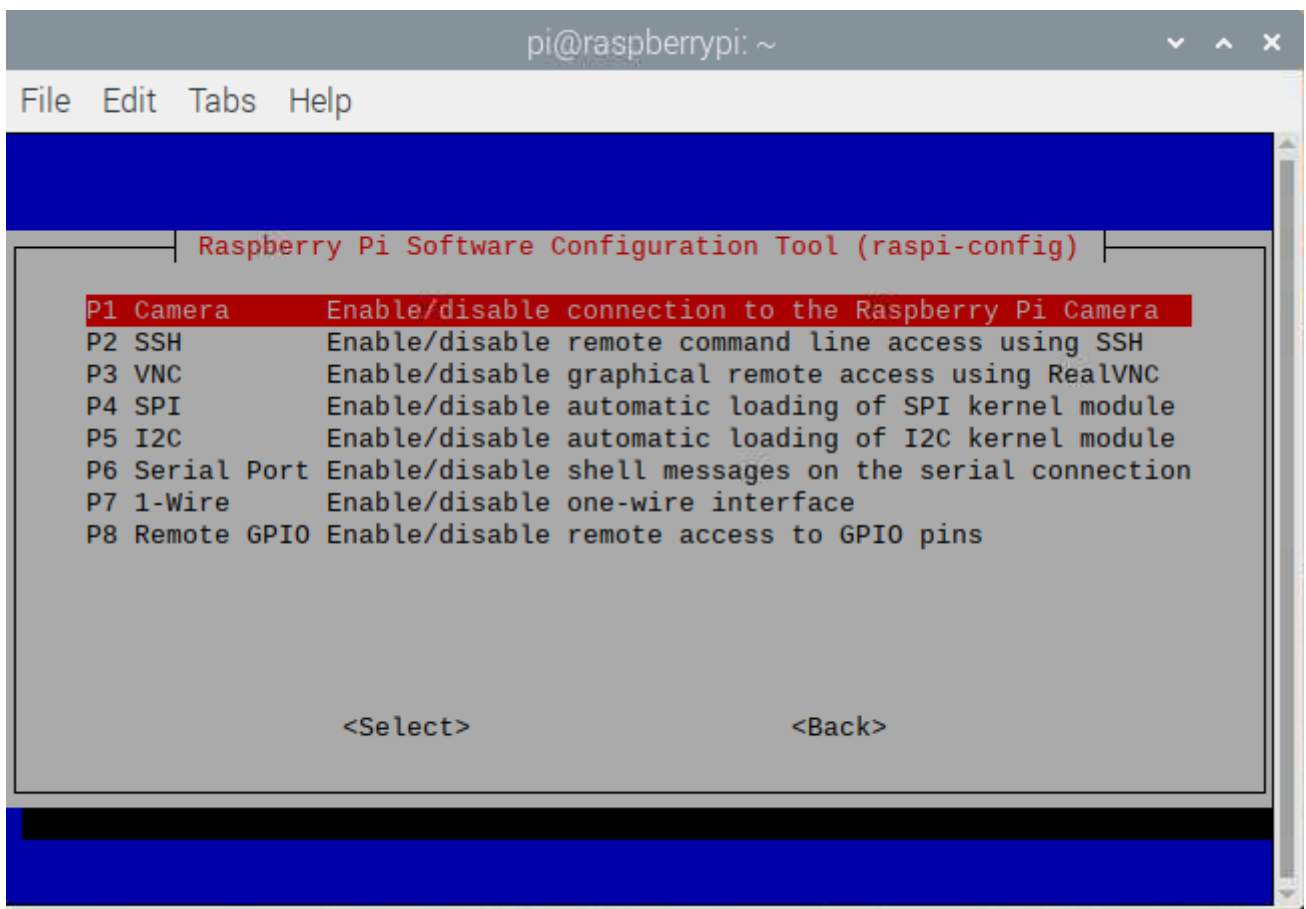 pi@raspberrypi: ~
File Edit Tabs Help
Raspberry Pi Software Configuration Tool (raspi-config)
P1 Camera Enable/disable connection to the Raspberry Pi Camera
P2 SSH Enable/disable remote command line access using SSH
P3 VNC Enable/disable graphical remote access using RealVNC
P4 SPI Enable/disable automatic loading of SPI kernel module
P5 I2C Enable/disable automatic loading of I2C kernel module
P6 Serial Port Enable/disable shell messages on the serial connection
P7 1-Wire Enable/disable one-wire interface
P8 Remote GPIO Enable/disable remote access to GPIO pins
<Select> <Back>